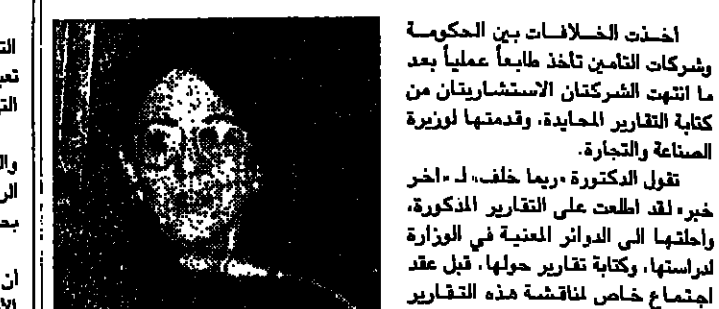 أخذت الخلافات بين الحكومة
وشركات التأمين تأخذ طابعاً عملياً بعد
ما انتهت الشركتان الاستشاريتان من
كتابة التقارير المحايدة، وقدمتها لوزيرة
الصناعة والتجارة.
تقول الدكتورة «ريما خلف» لـ «اخر
خبر» لقد اطلعت على التقارير المذكورة،
واحلتها الى الدوائر المعنية في الوزارة
لدراستها، وكتابة تقارير حولها، قبل عقد
اجتماع خاص لمناقشة هذه التقارير